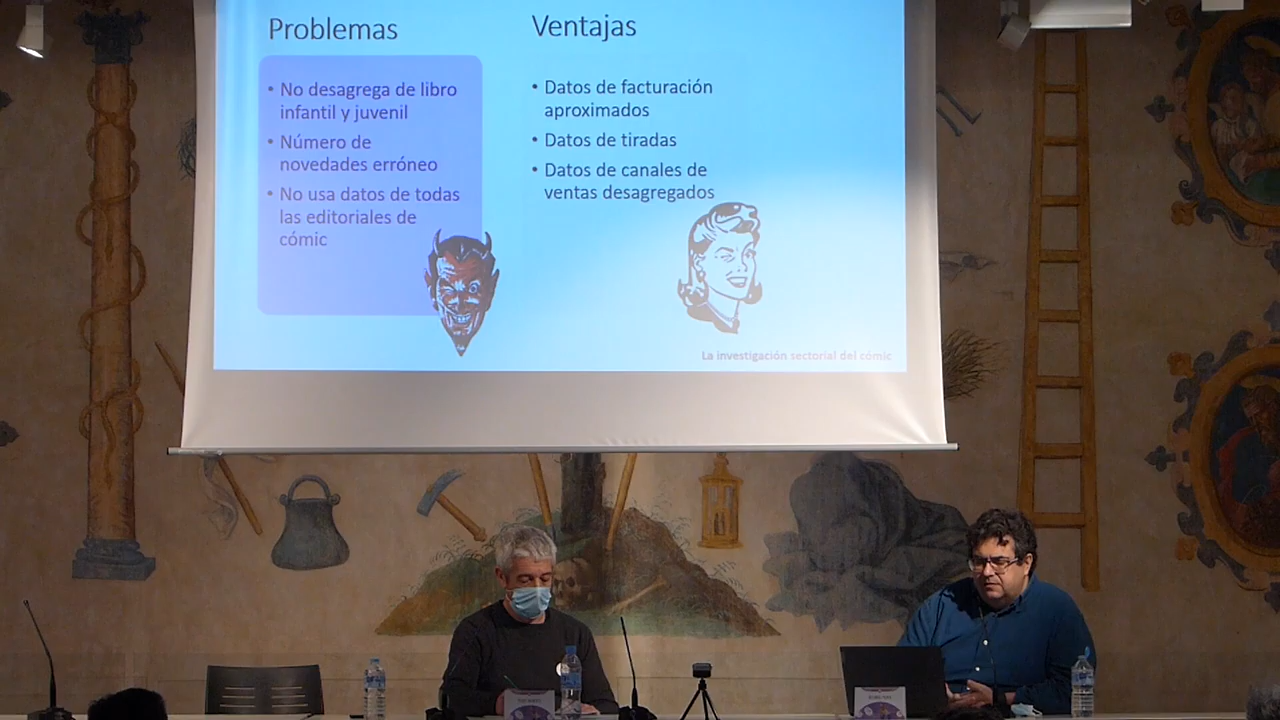 Problemas
• No desagrega de libro
infantil y juvenil
• Número de
novedades erróneo
• No usa datos de todas
las editoriales de
cómic
Ventajas
• Datos de facturación
aproximados
• Datos de tiradas
• Datos de canales de
ventas desagregados
La investigación sectorial del cómic